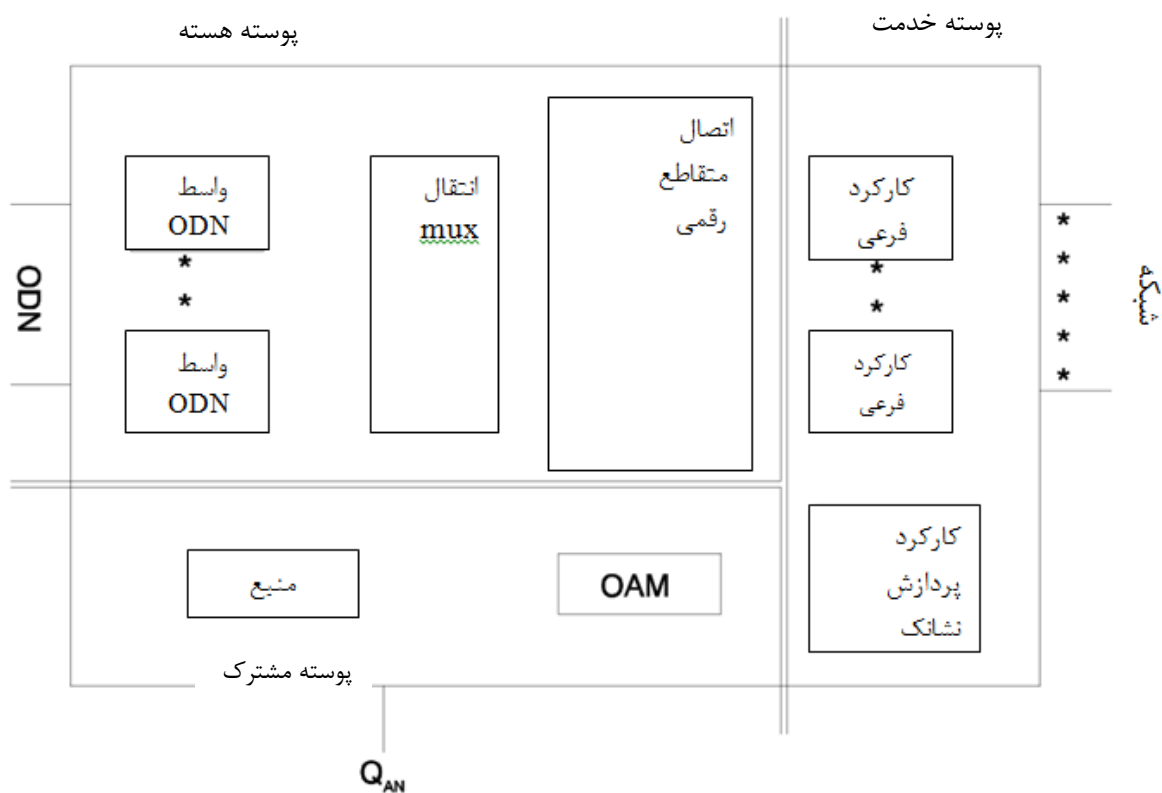 پوسته هسته
پوسته خدمت
اتصال
متقاطع
رقمی
انتقال
mux
واسط
ODN
*
*
واسط
ODN
کارکرد
فرعی
*
*
کارکرد
فرعی
کارکرد
پردازش
نشانک
ODN
*
*
*
*
*
شبکه
منبع
OAM
پوسته مشترک
QAN